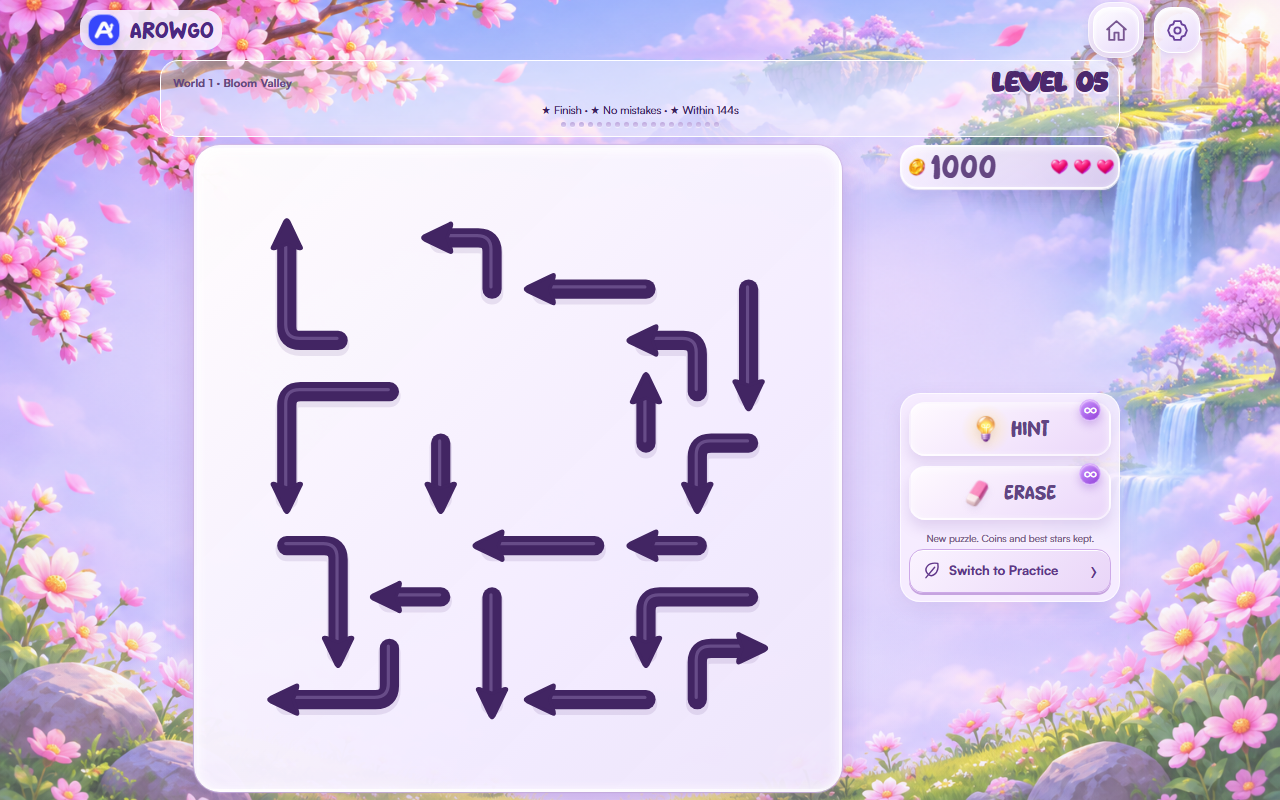 AROWGO
World 1 • Bloom Valley
LEVEL 05
★ Finish • ★ No mistakes • ★ Within 144s
1000
HINT
∞
ERASE
∞
New puzzle. Coins and best stars kept.
Switch to Practice ›